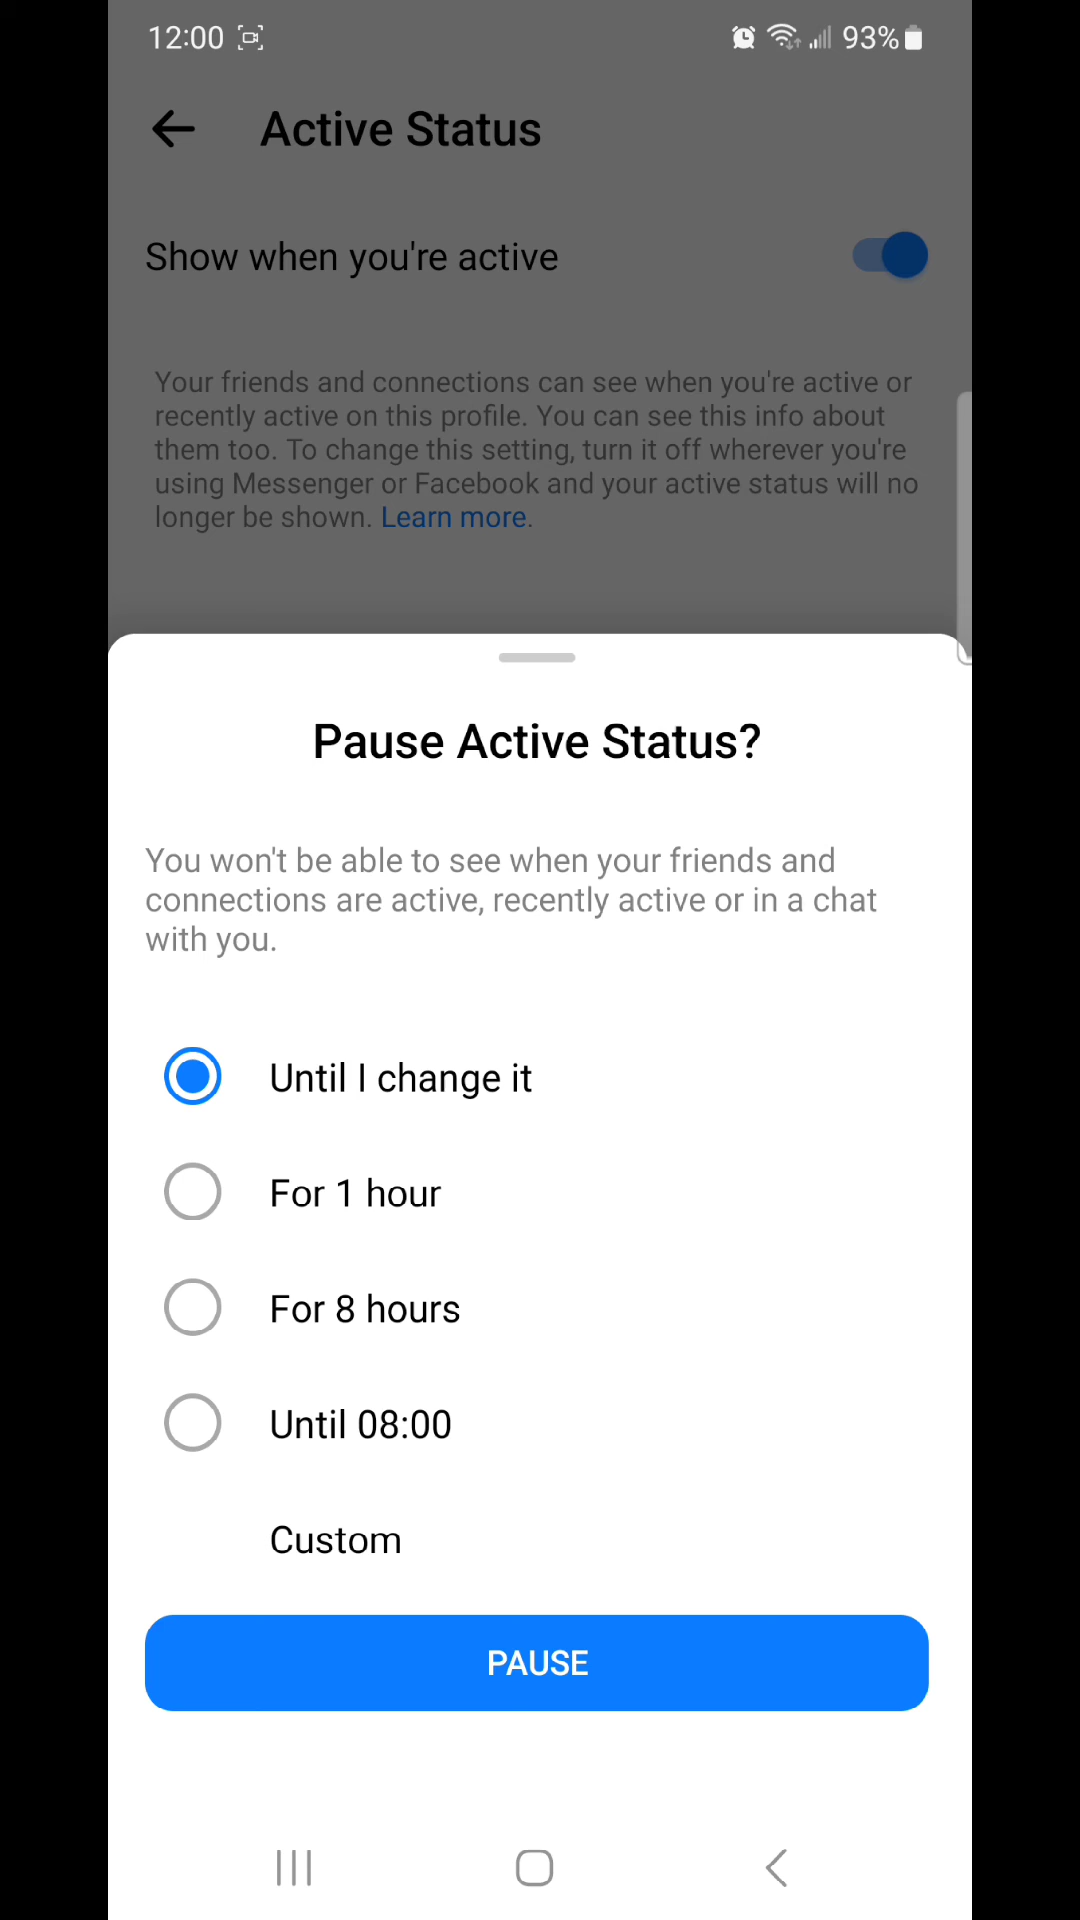 12:00 93%
Active Status
Show when you're active
Your friends and connections can see when you're active or
recently active on this profile. You can see this info about
them too. To change this setting, turn it off wherever you're
using Messenger or Facebook and your active status will no
longer be shown. Learn more.
Pause Active Status?
You won't be able to see when your friends and
connections are active, recently active or in a chat
with you.
Until I change it
For 1 hour
For 8 hours
Until 08:00
Custom
PAUSE